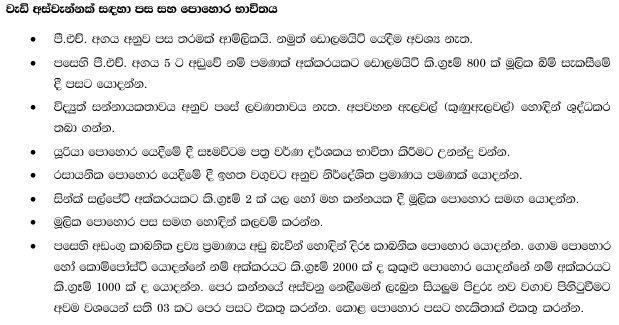 වැඩි අස්වැන්නක් සඳහා පස සහ පොහොර භාවිතය
• පී.එච්. අගය අනුව පස තරමක් ආම්ලිකයි. නමුත් ඩොලමයිට් යෙදීම අවශ්‍ය නැත.
• පසෙහි පී.එච්. අගය 5 ට අඩුවේ නම් පමණක් අක්කරයකට ඩොලමයිට් කි.ග්‍රෑම් 800 ක් මූලික බිම් සැකසීමේ
දී පසට යොදන්න.
• විද්‍යුත් සන්නායකතාවය අනුව පසේ ලවණතාවය නැත. අපවහන ඇලවල් (කුණුඇලවල්) හොඳින් ශුද්ධකර
තබා ගන්න.
• යූරියා පොහොර යෙදීමේ දී සෑමවිටම පත්‍ර වර්ණ දර්ශකය භාවිතා කිරීමට උනන්දු වන්න.
• රසායනික පොහොර යෙදීමේ දී ඉහත වගුවට අනුව නිර්දේශිත ප්‍රමාණය පමණක් යොදන්න.
• සින්ක් සල්පේට් අක්කරයකට කි.ග්‍රෑම් 2 ක් යල හෝ මහ කන්නයක දී මූලික පොහොර සමඟ යොදන්න.
• මූලික පොහොර පස සමඟ හොඳින් කලවම් කරන්න.
• පසෙහි අඩංගු කාබනික ද්‍රව්‍ය ප්‍රමාණය අඩු බැවින් හොඳින් දිරූ කාබනික පොහොර යොදන්න. ගොම පොහොර
හෝ කොම්පෝස්ට් යොදන්නේ නම් අක්කරයට කි.ග්‍රෑම් 2000 ක් ද කුකුළු පොහොර යොදන්නේ නම් අක්කරයට
කි.ග්‍රෑම් 1000 ක් ද යොදන්න. පෙර කන්නයේ අස්වනු නෙලීමෙන් ලැබුන සියලුම පිදුරු නව වගාව පිහිටුවීමට
අවම වශයෙන් සති 03 කට පෙර පසට එකතු කරන්න. කොළ පොහොර පසට හැකිතාක් එකතු කරන්න.